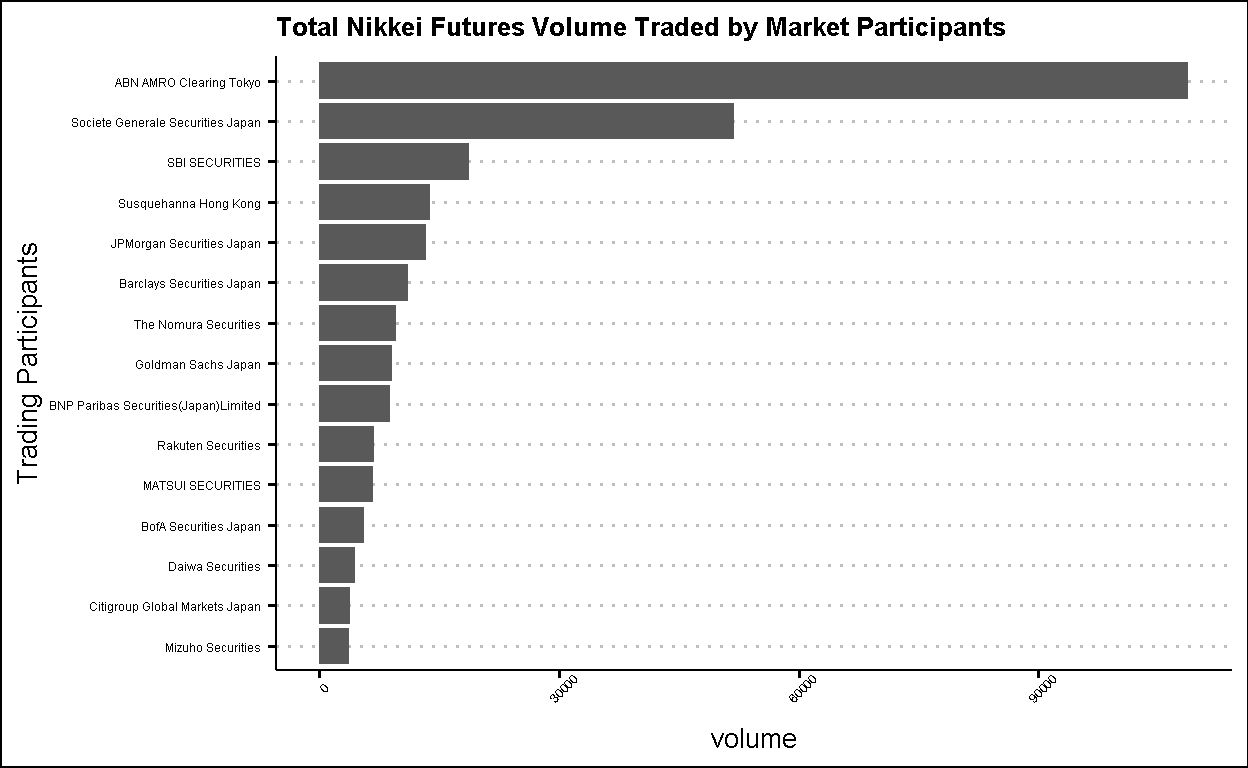 Total Nikkei Futures Volume Traded by Market Participants
Trading Participants
ABN AMRO Clearing Tokyo
Societe Generale Securities Japan
SBI SECURITIES
Susquehanna Hong Kong
JPMorgan Securities Japan
Barclays Securities Japan
The Nomura Securities
Goldman Sachs Japan
BNP Paribas Securities(Japan)Limited
Rakuten Securities
MATSUI SECURITIES
BofA Securities Japan
Daiwa Securities
Citigroup Global Markets Japan
Mizuho Securities
0 30000 60000 90000
volume